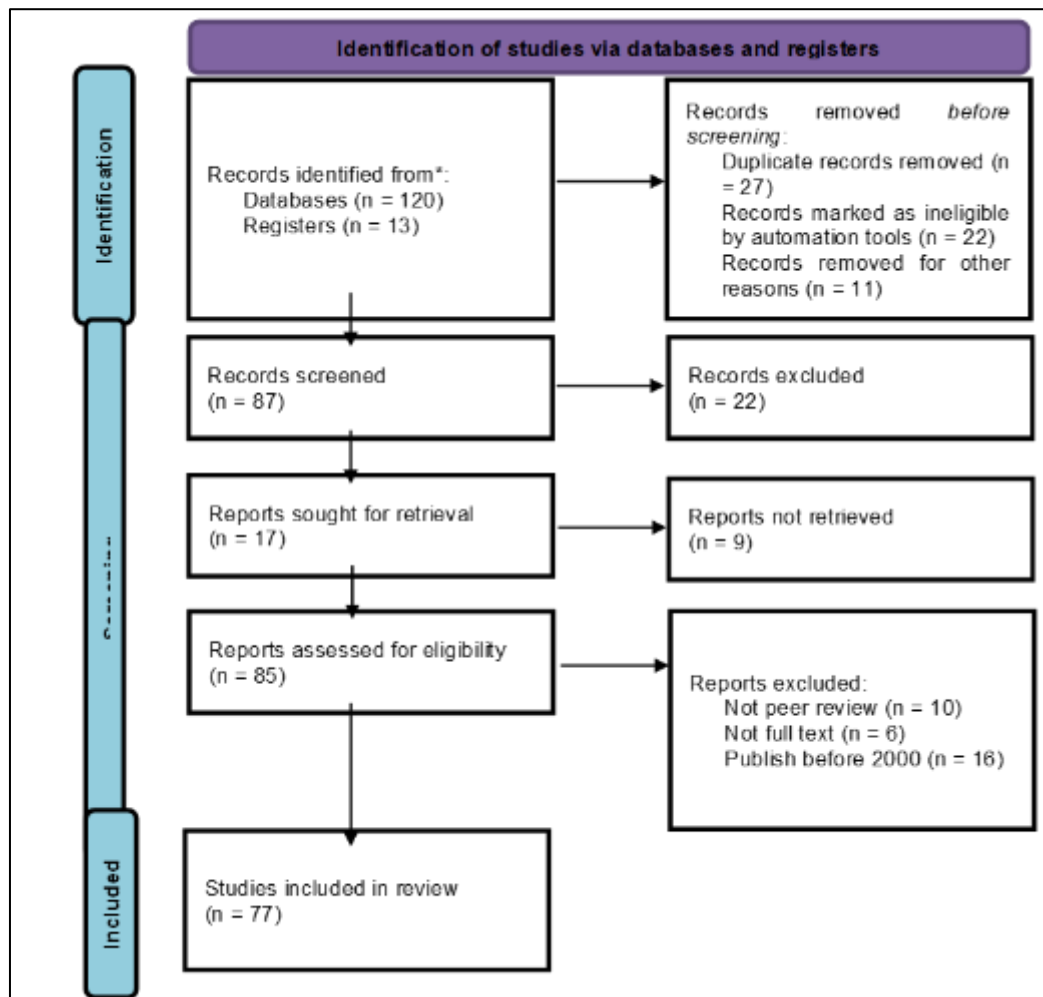 Identification of studies via databases and registers
Identification
Records identified from*:
Databases (n = 120)
Registers (n = 13)
Records removed before
screening:
Duplicate records removed (n
= 27)
Records marked as ineligible
by automation tools (n = 22)
Records removed for other
reasons (n = 11)
Records screened
(n = 87)
Records excluded
(n = 22)
Reports sought for retrieval
(n = 17)
Reports not retrieved
(n = 9)
Reports assessed for eligibility
(n = 85)
Reports excluded:
Not peer review (n = 10)
Not full text (n = 6)
Publish before 2000 (n = 16)
Included
Studies included in review
(n = 77)